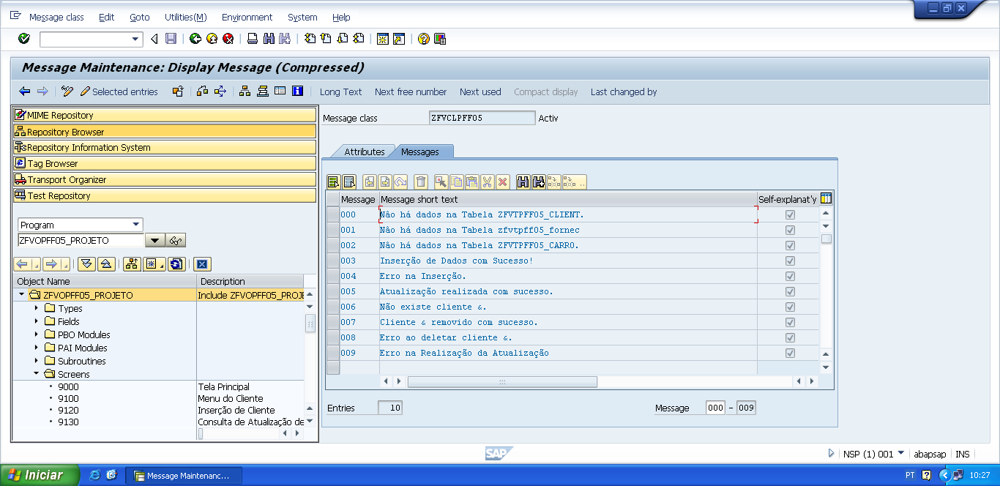 Message class Edit Goto Utilities(M) Environment System Help
Message Maintenance: Display Message (Compressed)
Selected entries Long Text Next free number Next used Compact display Last changed by
MIME Repository
Repository Browser
Repository Information System
Tag Browser
Transport Organizer
Test Repository
Program
ZFVOPFF05_PROJETO
Object Name Description
ZFVOPFF05_PROJETO Include ZFVOPFF05_PROJE
Types
Fields
PBO Modules
PAI Modules
Subroutines
Screens
9000 Tela Principal
9100 Menu do Cliente
9120 Inserção de Cliente
9130 Consulta de Atualização de
Message class ZFVCLPFF05 Activ
Attributes Messages
Message Message short text Self-explanat'y
000 Não há dados na Tabela ZFVTPFF05_CLIENT.
001 Não há dados na Tabela zfvtpff05_fornec
002 Não há dados na Tabela ZFVTPFF05_CARRO.
003 Inserção de Dados com Sucesso!
004 Erro na Inserção.
005 Atualização realizada com sucesso.
006 Não existe cliente &.
007 Cliente & removido com sucesso.
008 Erro ao deletar cliente &.
009 Erro na Realização da Atualização
Entries 10 Message 000 - 009
SAP
NSP (1) 001 abapsap INS
Iniciar Message Maintenanc... PT 10:27